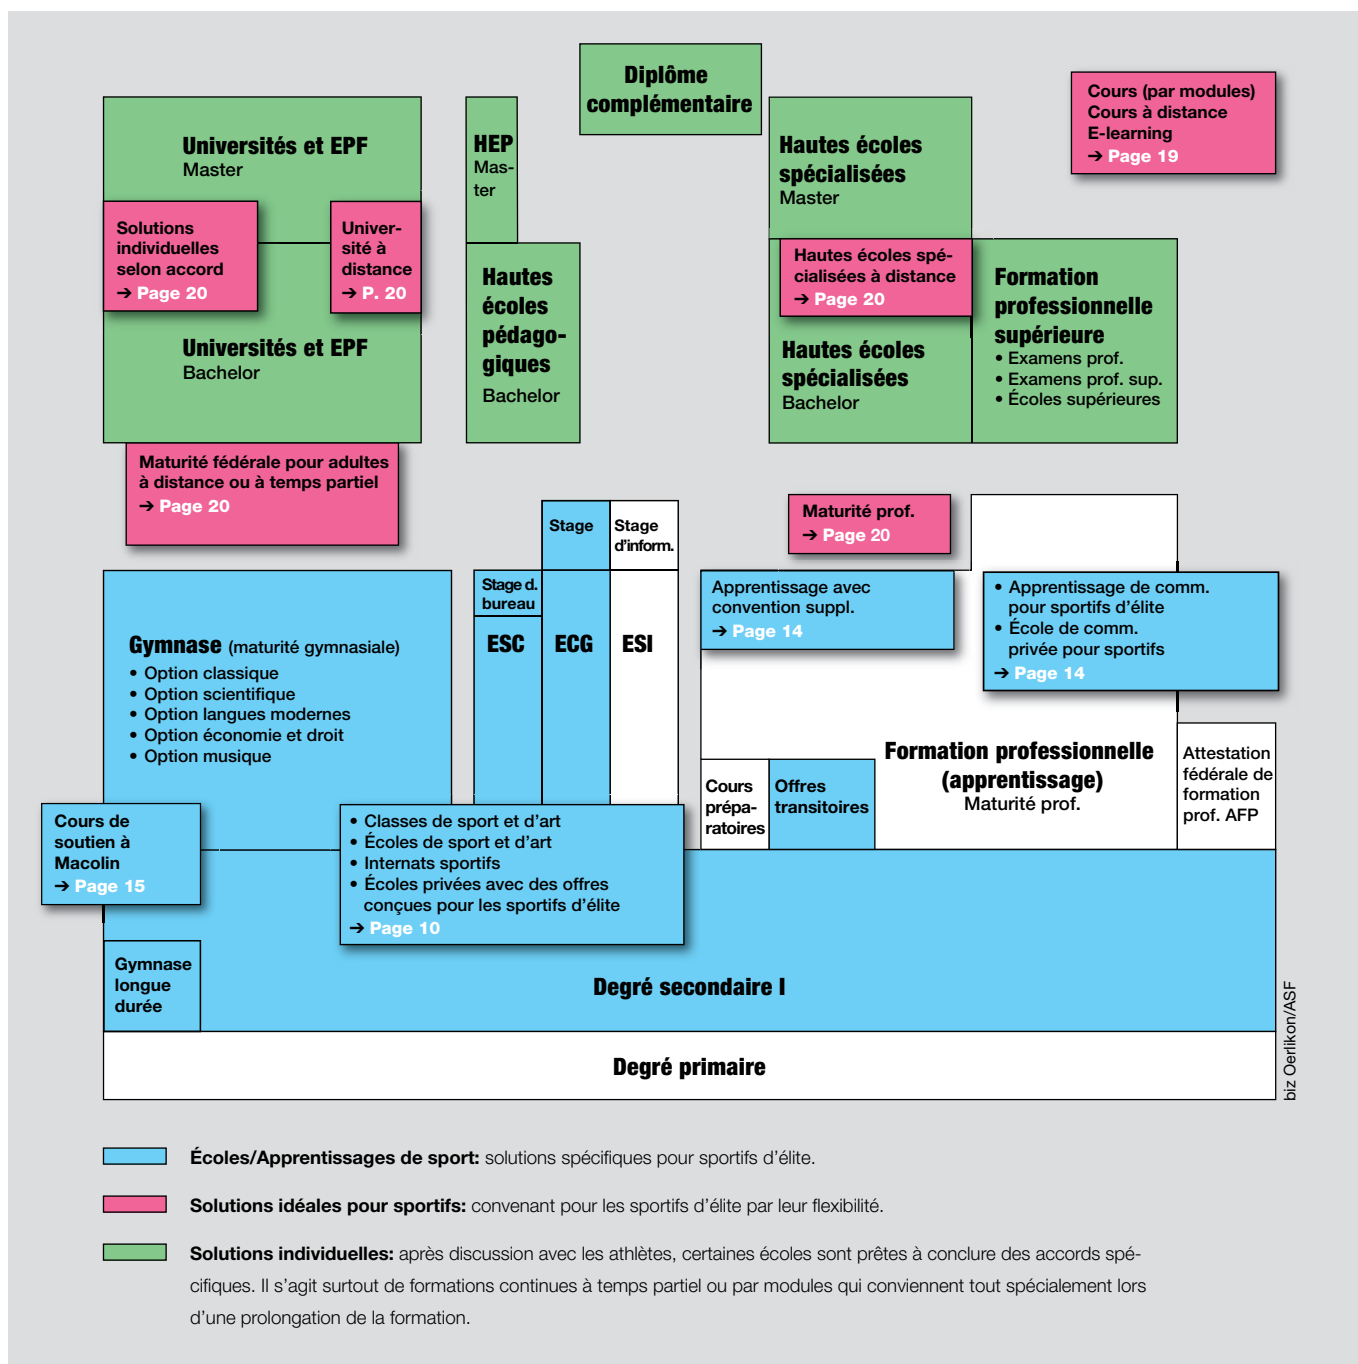 Diplôme
complémentaire
Cours (par modules)
Cours à distance
E-learning
➔ Page 19
Universités et EPF
Master
HEP
Mas-
ter
Hautes écoles
spécialisées
Master
Solutions
individuelles
selon accord
➔ Page 20
Univer-
sité à
distance
➔ P. 20
Hautes écoles spé-
cialisées à distance
➔ Page 20
Hautes
écoles
pédago-
giques
Bachelor
Formation
professionnelle
supérieure
• Examens prof.
• Examens prof. sup.
• Écoles supérieures
Universités et EPF
Bachelor
Hautes écoles
spécialisées
Bachelor
Maturité fédérale pour adultes
à distance ou à temps partiel
➔ Page 20
Stage
Stage
d'inform.
Maturité prof.
➔ Page 20
Stage d.
bureau
ESC
ECG
ESI
Apprentissage avec
convention suppl.
➔ Page 14
• Apprentissage de comm.
pour sportifs d'élite
• École de comm.
privée pour sportifs
➔ Page 14
Gymnase (maturité gymnasiale)
• Option classique
• Option scientifique
• Option langues modernes
• Option économie et droit
• Option musique
Formation professionnelle
(apprentissage)
Maturité prof.
Attestation
fédérale de
formation
prof. AFP
Cours
prépa-
ratoires
Offres
transitoires
Cours de
soutien à
Macolin
➔ Page 15
• Classes de sport et d'art
• Écoles de sport et d'art
• Internats sportifs
• Écoles privées avec des offres
conçues pour les sportifs d'élite
➔ Page 10
Gymnase
longue
durée
Degré secondaire I
Degré primaire
biz Oerlikon/ASF
Écoles/Apprentissages de sport: solutions spécifiques pour sportifs d'élite.
Solutions idéales pour sportifs: convenant pour les sportifs d'élite par leur flexibilité.
Solutions individuelles: après discussion avec les athlètes, certaines écoles sont prêtes à conclure des accords spé-
cifiques. Il s'agit surtout de formations continues à temps partiel ou par modules qui conviennent tout spécialement lors
d'une prolongation de la formation.